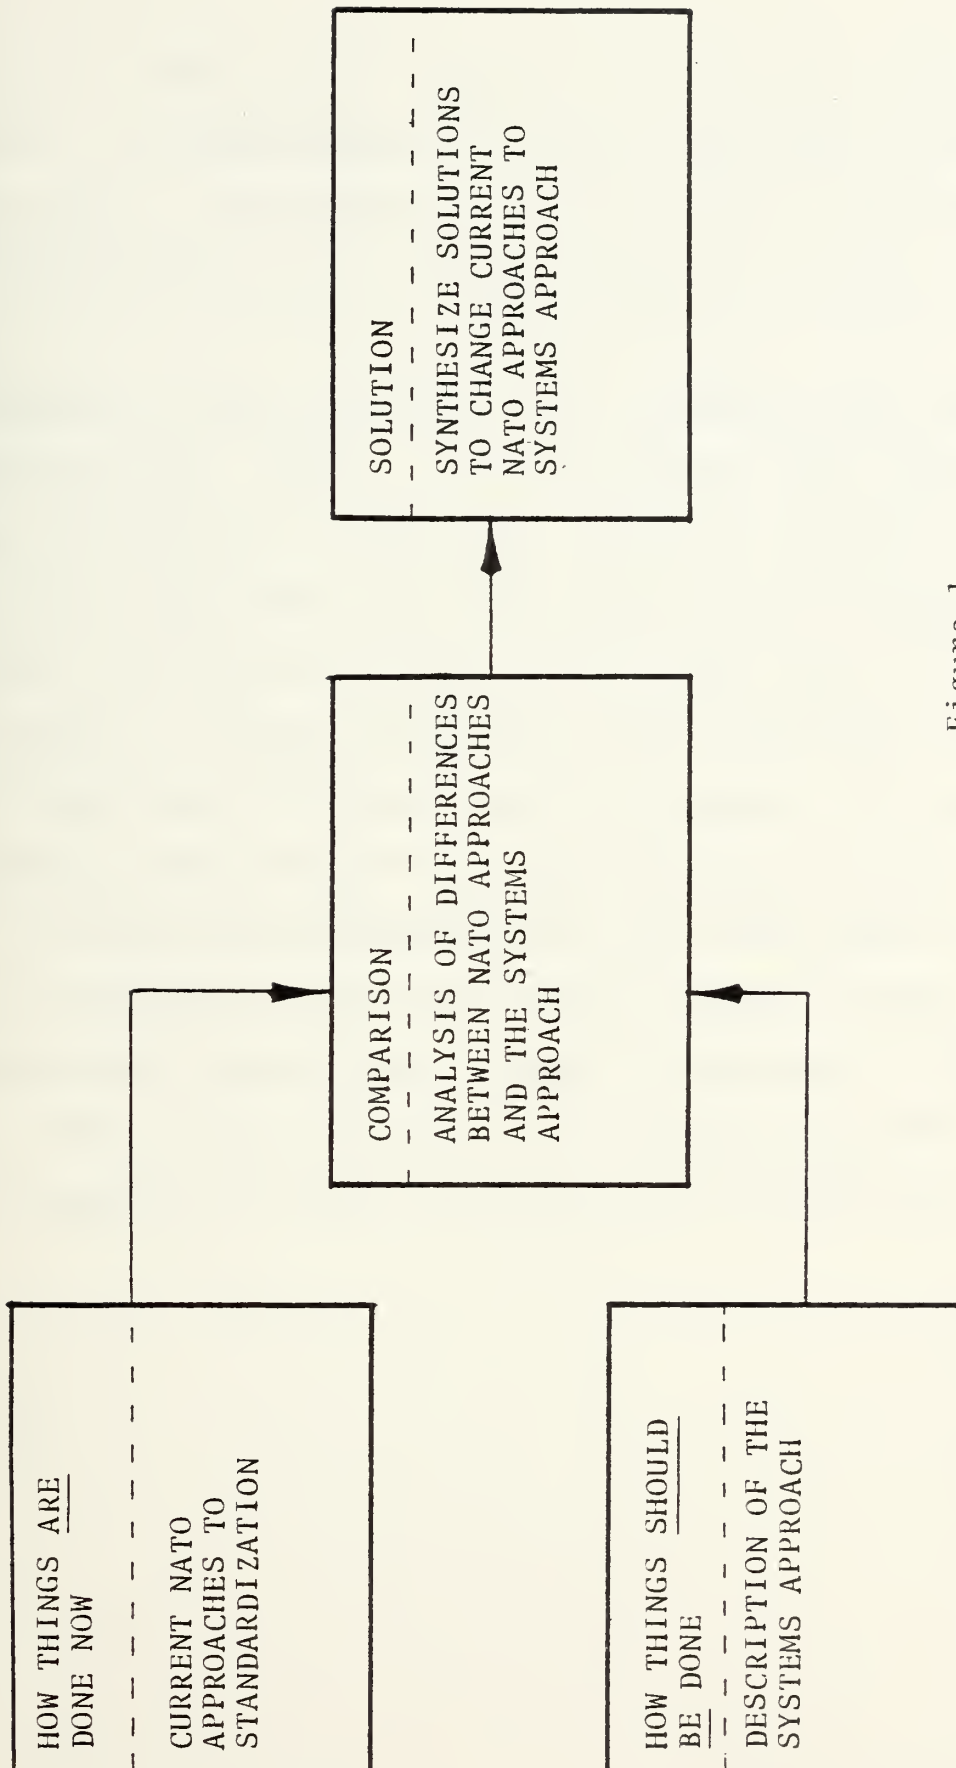 HOW THINGS ARE
DONE NOW
CURRENT NATO
APPROACHES TO
STANDARDIZATION
HOW THINGS SHOULD
BE DONE
DESCRIPTION OF THE
SYSTEMS APPROACH
COMPARISON
ANALYSIS OF DIFFERENCES
BETWEEN NATO APPROACHES
AND THE SYSTEMS
APPROACH
SOLUTION
SYNTHESIZE SOLUTIONS
TO CHANGE CURRENT
NATO APPROACHES TO
SYSTEMS APPROACH
Figure 1